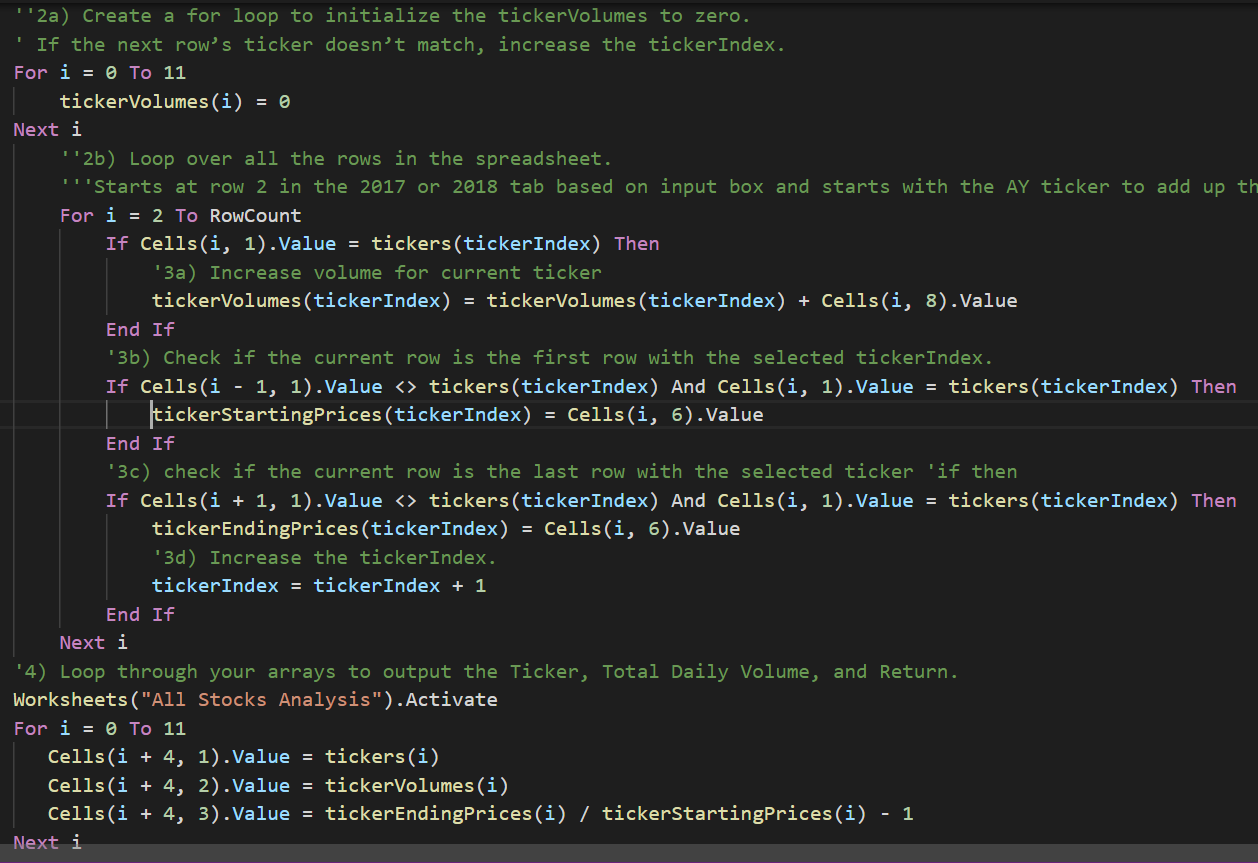 ''2a) Create a for loop to initialize the tickerVolumes to zero.
' If the next row’s ticker doesn’t match, increase the tickerIndex.
For i = 0 To 11
    tickerVolumes(i) = 0
Next i
    ''2b) Loop over all the rows in the spreadsheet.
    '''Starts at row 2 in the 2017 or 2018 tab based on input box and starts with the AY ticker to add up th
    For i = 2 To RowCount
        If Cells(i, 1).Value = tickers(tickerIndex) Then
            '3a) Increase volume for current ticker
            tickerVolumes(tickerIndex) = tickerVolumes(tickerIndex) + Cells(i, 8).Value
        End If
        '3b) Check if the current row is the first row with the selected tickerIndex.
        If Cells(i - 1, 1).Value <> tickers(tickerIndex) And Cells(i, 1).Value = tickers(tickerIndex) Then
            tickerStartingPrices(tickerIndex) = Cells(i, 6).Value
        End If
        '3c) check if the current row is the last row with the selected ticker 'if then
        If Cells(i + 1, 1).Value <> tickers(tickerIndex) And Cells(i, 1).Value = tickers(tickerIndex) Then
            tickerEndingPrices(tickerIndex) = Cells(i, 6).Value
            '3d) Increase the tickerIndex.
            tickerIndex = tickerIndex + 1
        End If
    Next i
'4) Loop through your arrays to output the Ticker, Total Daily Volume, and Return.
Worksheets("All Stocks Analysis").Activate
For i = 0 To 11
   Cells(i + 4, 1).Value = tickers(i)
   Cells(i + 4, 2).Value = tickerVolumes(i)
   Cells(i + 4, 3).Value = tickerEndingPrices(i) / tickerStartingPrices(i) - 1
Next i